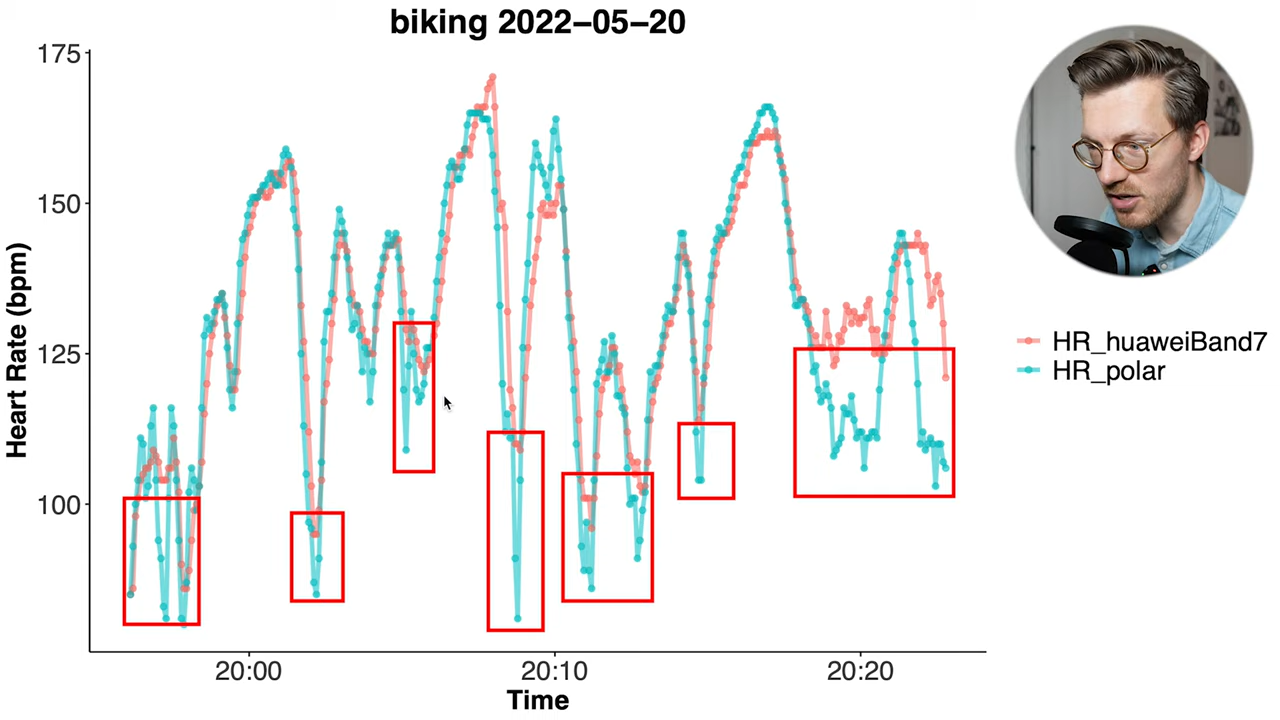 biking 2022−05−20
175
150
125
100
Heart Rate (bpm)
20:00
20:10
20:20
Time
HR_huaweiBand7
HR_polar